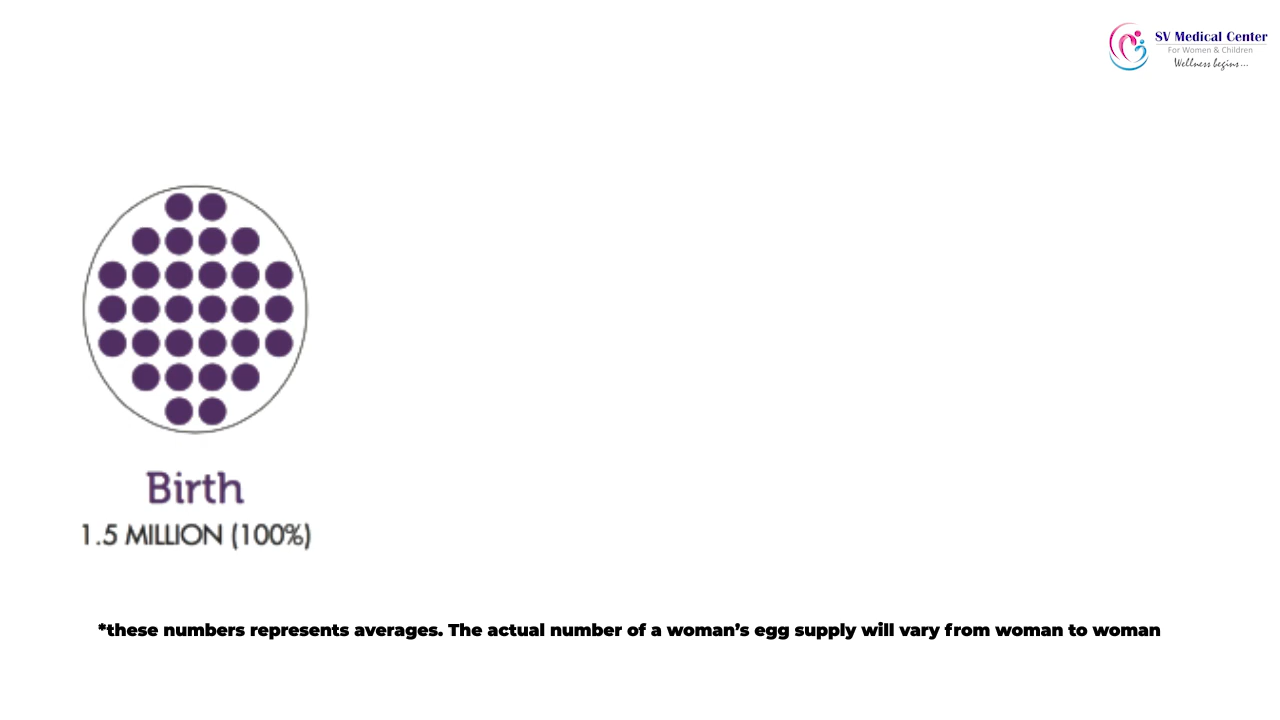 SV Medical Center
For Women & Children
Wellness begins...
Birth
1.5 MILLION (100%)
*these numbers represents averages. The actual number of a woman’s egg supply will vary from woman to woman